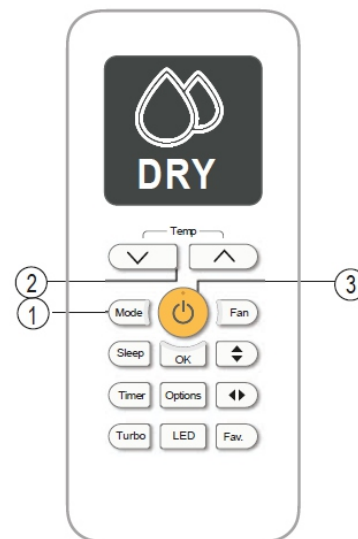 DRY
Temp
2
3
1
Mode
Fan
Sleep
OK
Timer
Options
Turbo
LED
Fav.